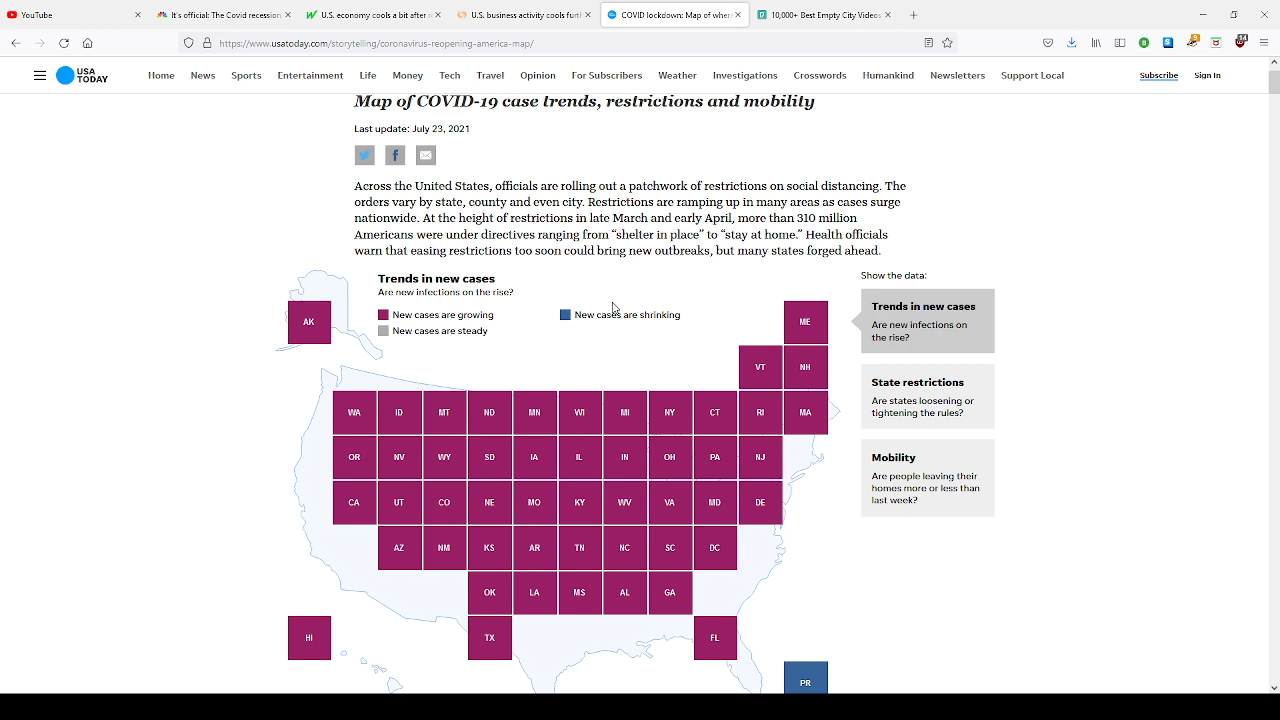 YouTube
It's official: The Covid recession
U.S. economy cools a bit after r
U.S. business activity cools furt
COVID lockdown: Map of wher
10,000+ Best Empty City Videos
https://www.usatoday.com/storytelling/coronavirus-reopening-america-map/
USA TODAY
Home News Sports Entertainment Life Money Tech Travel Opinion For Subscribers Weather Investigations Crosswords Humankind Newsletters Support Local
Subscribe Sign In
Map of COVID-19 case trends, restrictions and mobility
Last update: July 23, 2021
Across the United States, officials are rolling out a patchwork of restrictions on social distancing. The
orders vary by state, county and even city. Restrictions are ramping up in many areas as cases surge
nationwide. At the height of restrictions in late March and early April, more than 310 million
Americans were under directives ranging from “shelter in place” to “stay at home.” Health officials
warn that easing restrictions too soon could bring new outbreaks, but many states forged ahead.
Trends in new cases
Are new infections on the rise?
New cases are growing
New cases are shrinking
New cases are steady
AK ME
VT NH
WA ID MT ND MN WI MI NY CT RI MA
OR NV WY SD IA IL IN OH PA NJ
CA UT CO NE MO KY WV VA MD DE
AZ NM KS AR TN NC SC DC
OK LA MS AL GA
HI TX FL
PR
Show the data:
Trends in new cases
Are new infections on
the rise?
State restrictions
Are states loosening or
tightening the rules?
Mobility
Are people leaving their
homes more or less than
last week?